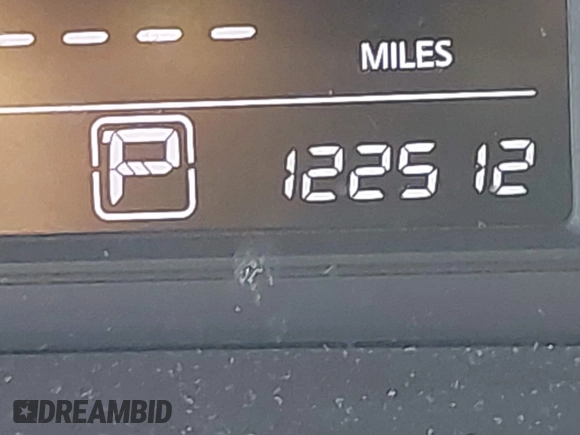 ----
MILES
P 122512
DREAMBID